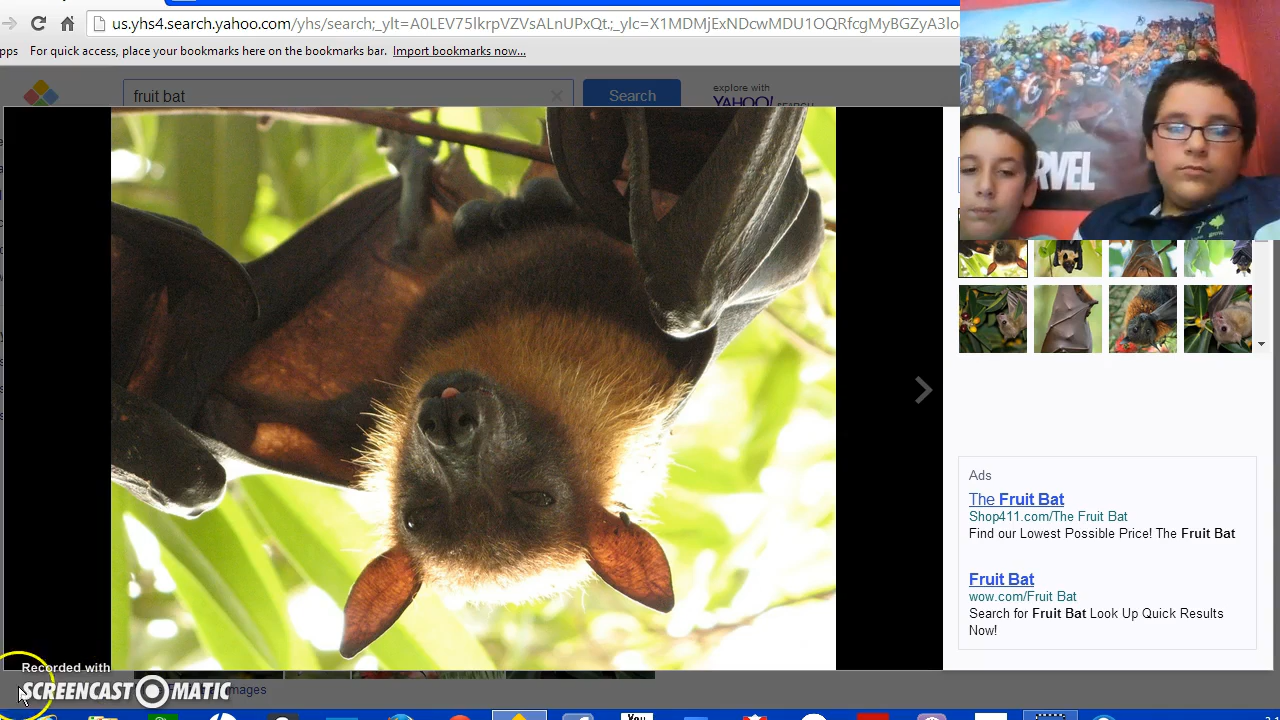 us.yhs4.search.yahoo.com/yhs/search;_ylt=A0LEV75lkrpVZVsALnUPxQt.;_ylc=X1MDMjExNDcwMDU1OQRfcgMyBGZyA3lo
For quick access, place your bookmarks here on the bookmarks bar. Import bookmarks now...
fruit bat
Search
explore with
YAHOO! SEARCH
Ads
The Fruit Bat
Shop411.com/The Fruit Bat
Find our Lowest Possible Price! The Fruit Bat
Fruit Bat
wow.com/Fruit Bat
Search for Fruit Bat Look Up Quick Results
Now!
Recorded with
SCREENCAST MATIC